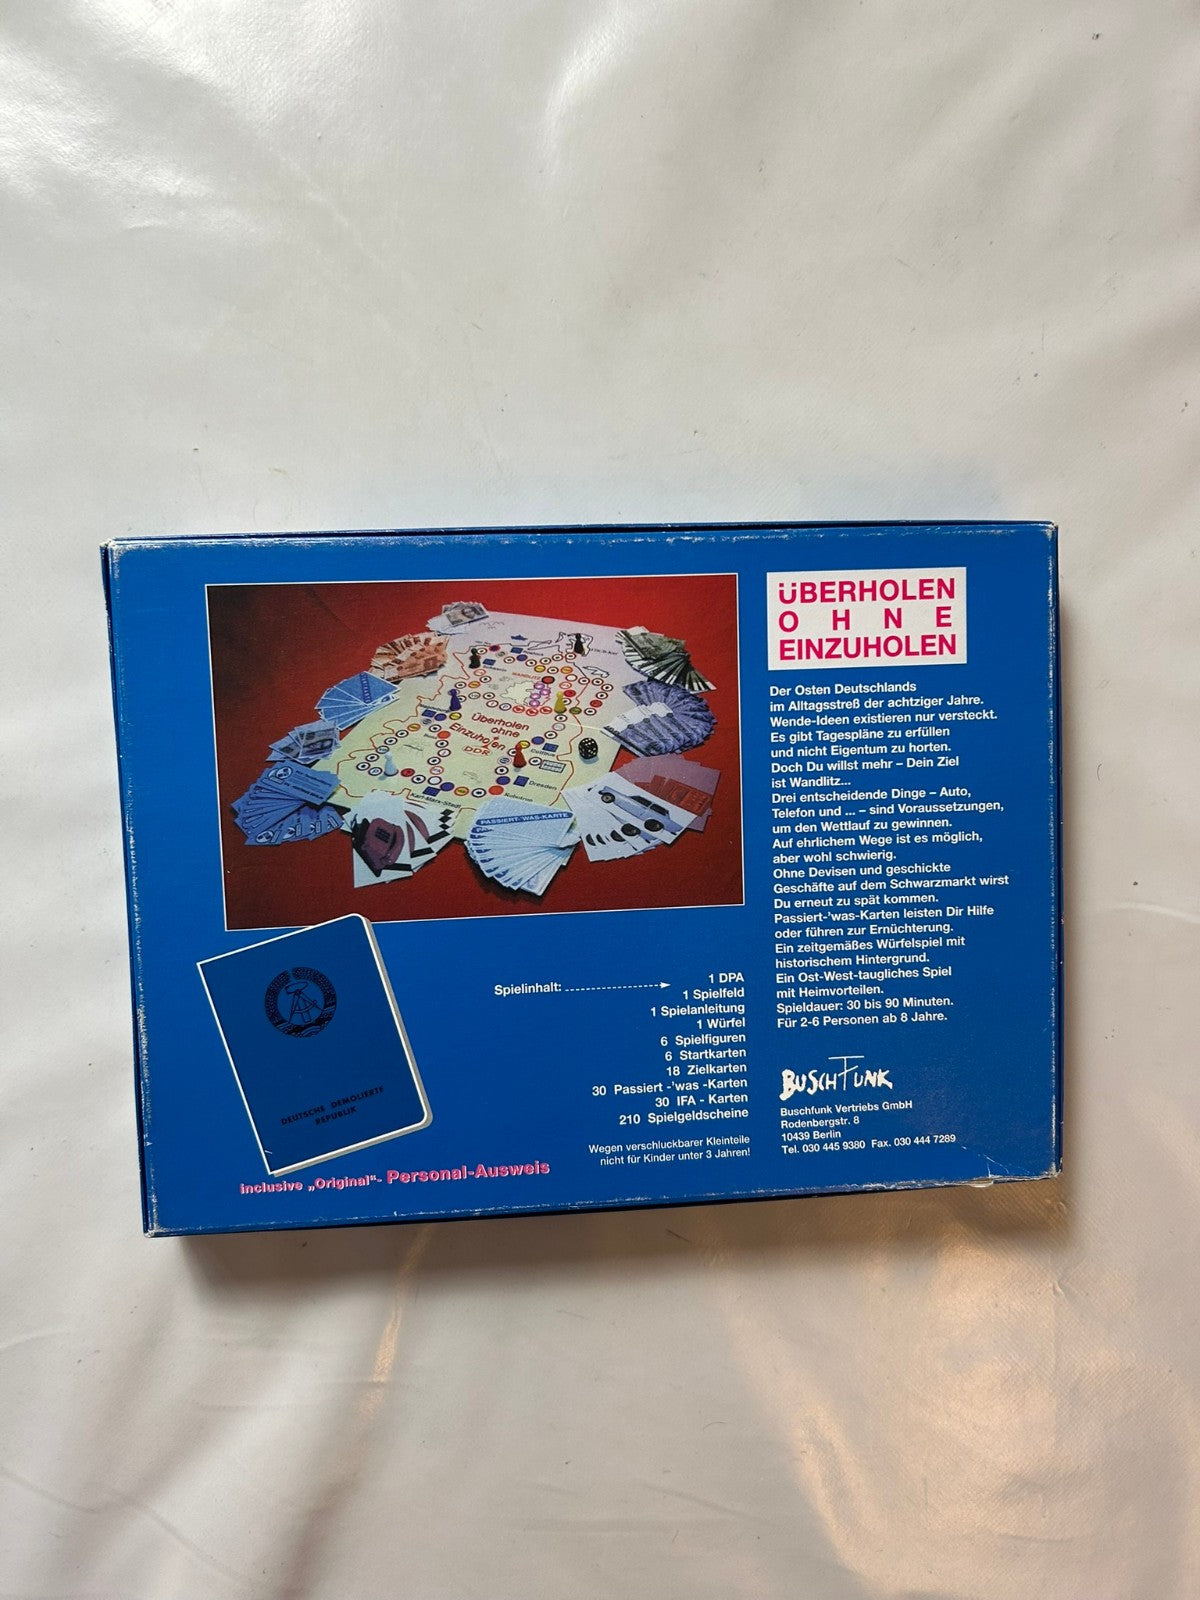 ÜBERHOLEN
OHNE
EINZUHOLEN
Der Osten Deutschlands
im Alltagsstreß der achtziger Jahre.
Wende-Ideen existieren nur versteckt.
Es gibt Tagespläne zu erfüllen
und nicht Eigentum zu horten.
Doch Du willst mehr – Dein Ziel
ist Wandlitz...
Drei entscheidende Dinge – Auto,
Telefon und ... – sind Voraussetzungen,
um den Wettlauf zu gewinnen.
Auf ehrlichem Wege ist es möglich,
aber wohl schwierig.
Ohne Devisen und geschickte
Geschäfte auf dem Schwarzmarkt wirst
Du erneut zu spät kommen.
Passiert-'was-Karten leisten Dir Hilfe
oder führen zur Ernüchterung.
Ein zeitgemäßes Würfelspiel mit
historischem Hintergrund.
Ein Ost-West-taugliches Spiel
mit Heimvorteilen.
Spieldauer: 30 bis 90 Minuten.
Für 2-6 Personen ab 8 Jahre.
BUSCHFUNK
Buschfunk Vertriebs GmbH
Rodenbergstr. 8
10439 Berlin
Tel. 030 445 9380 Fax. 030 444 7289
Überholen
ohne
Einzuholen
DDR
WANDLITZ
Cottbus
Dresden
Karl-Marx-Stadt
PASSIERT-'WAS-KARTE
Spielinhalt:
1 DPA
1 Spielfeld
1 Spielanleitung
1 Würfel
6 Spielfiguren
6 Startkarten
18 Zielkarten
30 Passiert -'was -Karten
30 IFA - Karten
210 Spielgeldscheine
Wegen verschluckbarer Kleinteile
nicht für Kinder unter 3 Jahren!
DEUTSCHE DEMOLIERTE
REPUBLIK
inclusive „Original“- Personal-Ausweis